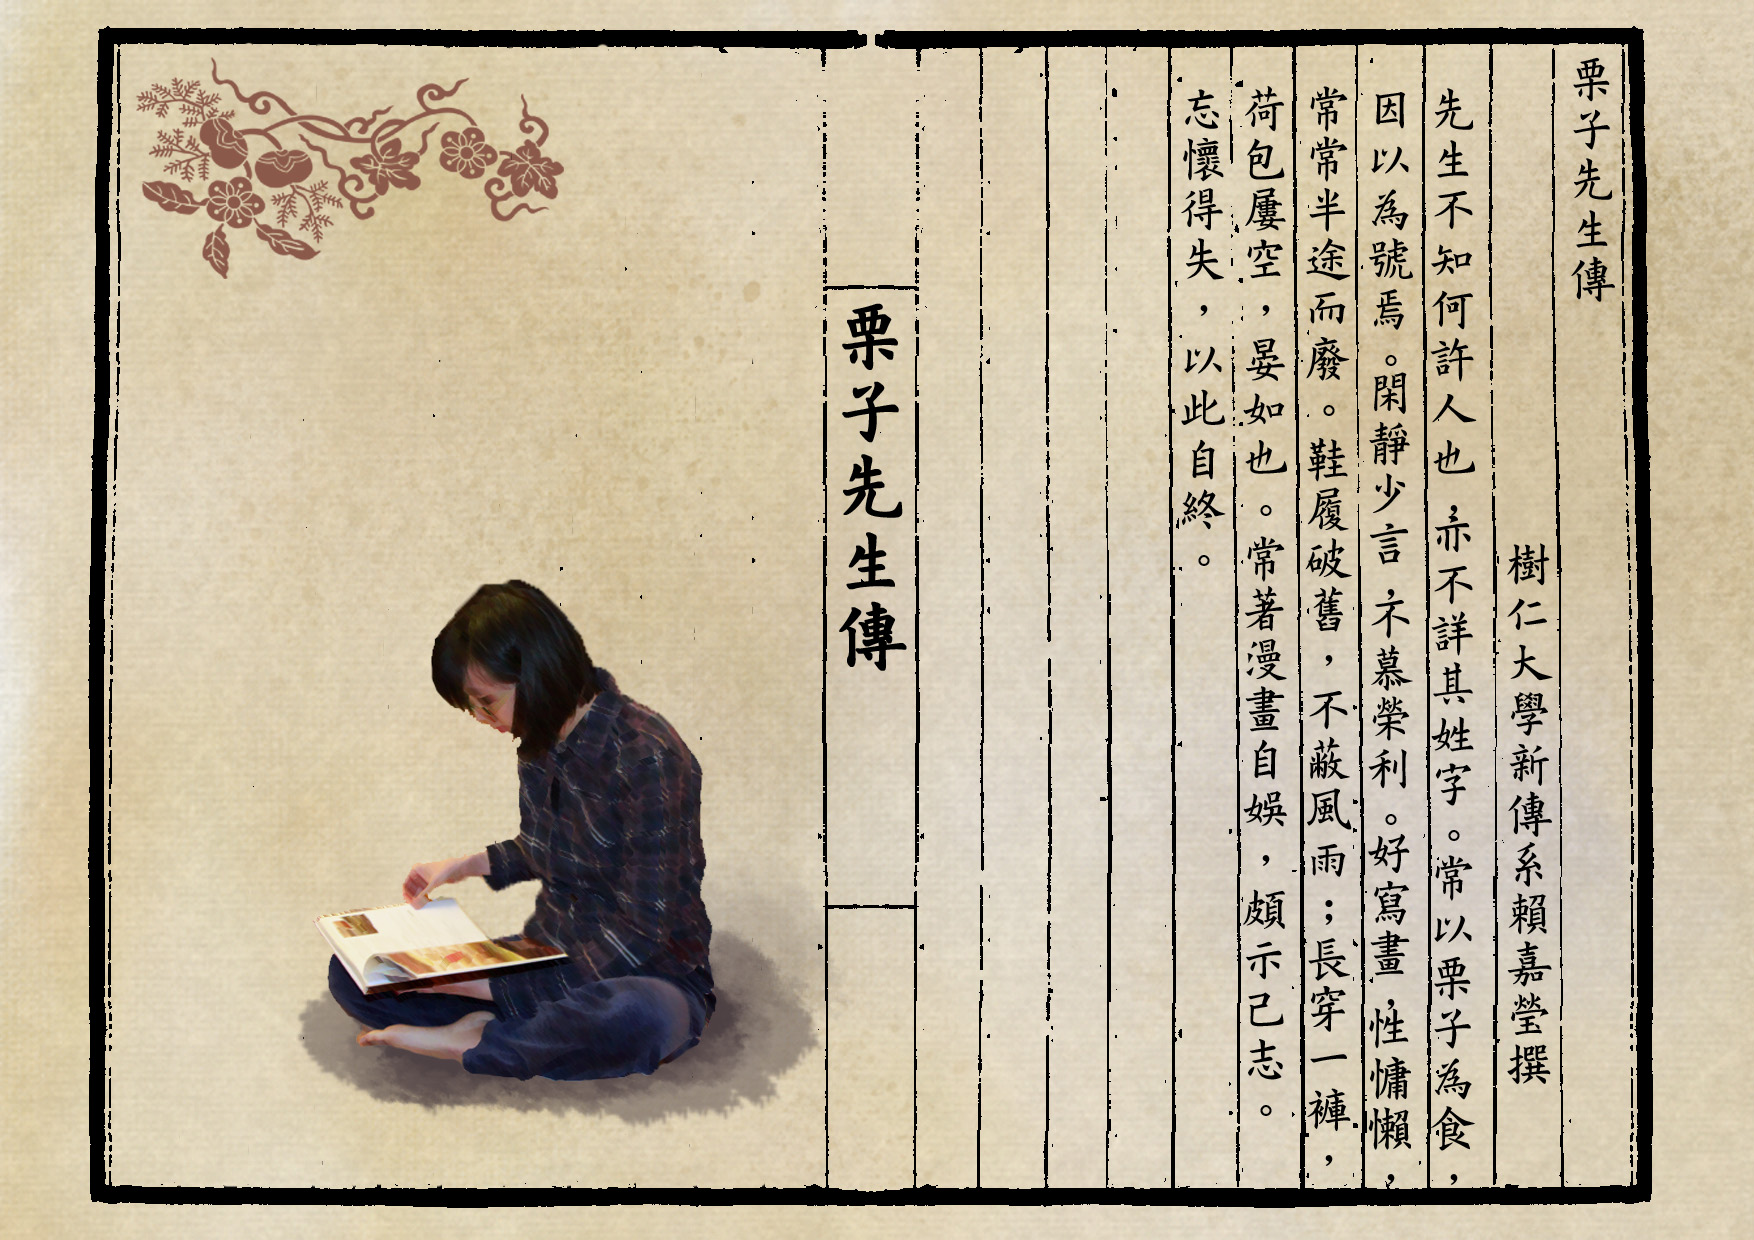 栗子先生傳
樹仁大學新傳系賴嘉瑩撰
先生不知何許人也，亦不詳其姓字。常以栗子為食，
因以為號焉。閑靜少言，不慕榮利。好寫畫，性慵懶，
常常半途而廢。鞋履破舊，不蔽風雨；長穿一褲，
荷包屢空，晏如也。常著漫畫自娛，頗示己志。
忘懷得失，以此自終。
栗子先生傳